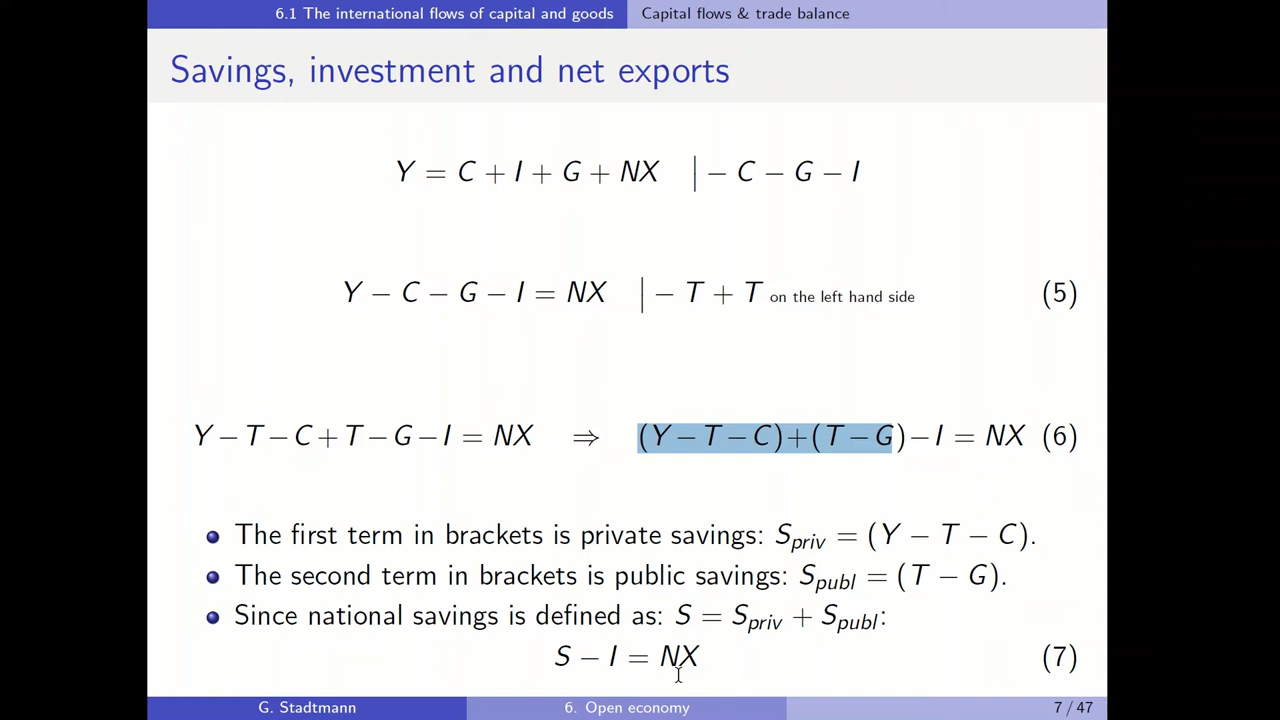 6.1 The international flows of capital and goods Capital flows & trade balance
Savings, investment and net exports
Y = C + I + G + NX | − C − G − I
Y − C − G − I = NX | − T + T on the left hand side (5)
Y − T − C + T − G − I = NX ⇒ (Y − T − C) + (T − G) − I = NX (6)
The first term in brackets is private savings: S_priv = (Y − T − C).
The second term in brackets is public savings: S_publ = (T − G).
Since national savings is defined as: S = S_priv + S_publ:
S − I = NX (7)
G. Stadtmann 6. Open economy 7 / 47